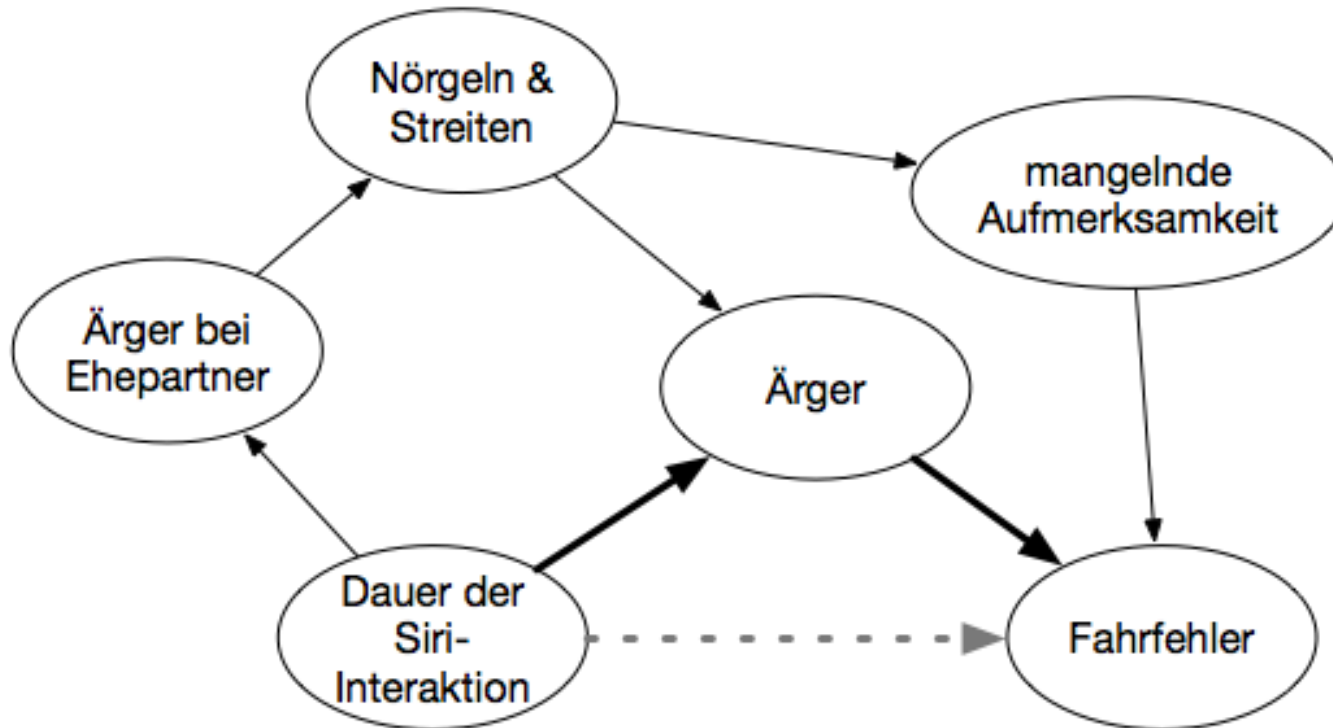 Nörgeln &
Streiten
mangelnde
Aufmerksamkeit
Ärger bei
Ehepartner
Ärger
Dauer der
Siri-
Interaktion
Fahrfehler